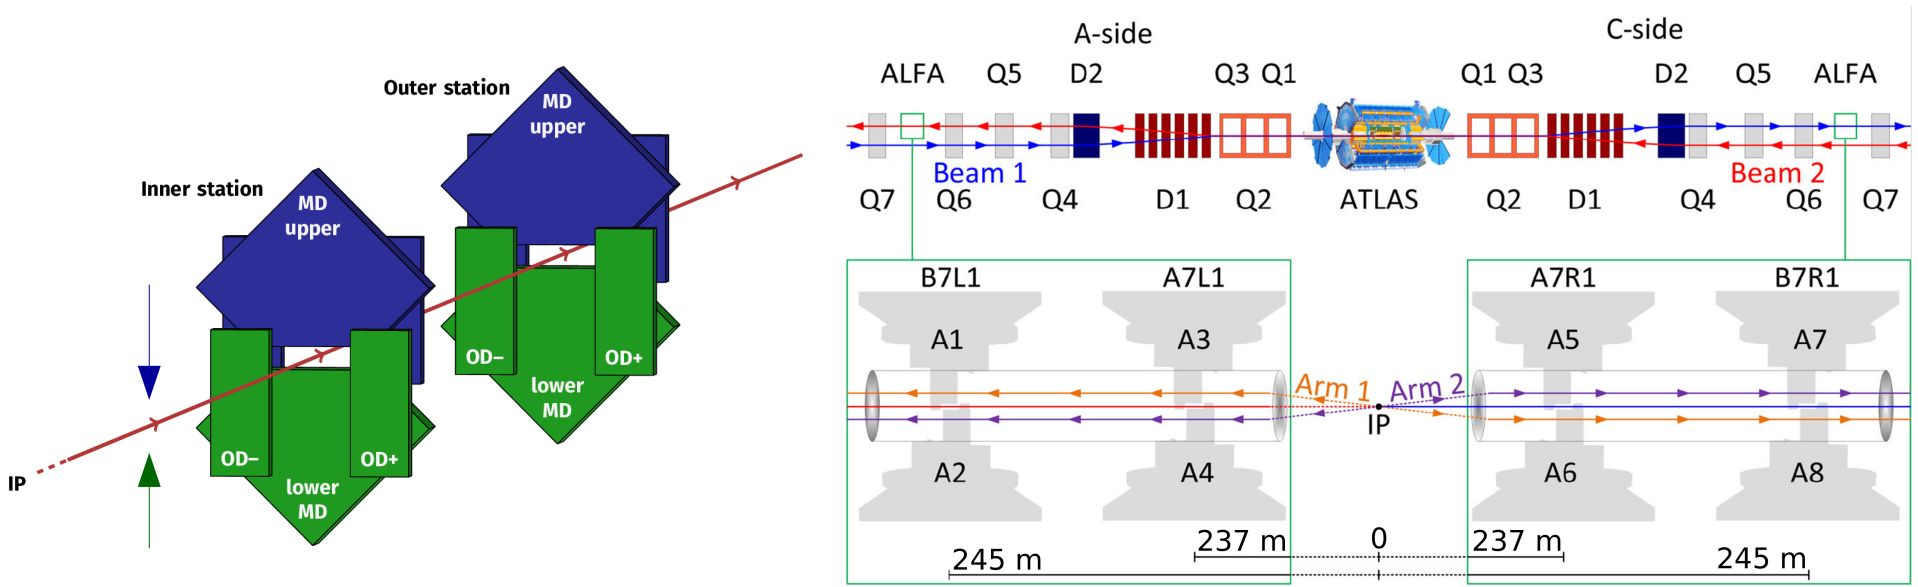 Outer station
MD
upper
Inner station
MD
upper
OD–
OD+
lower
MD
OD–
OD+
lower
MD
IP
A-side
C-side
ALFA
Q5
D2
Q3
Q1
Q1
Q3
D2
Q5
ALFA
Beam 1
Beam 2
Q7
Q6
Q4
D1
Q2
ATLAS
Q2
D1
Q4
Q6
Q7
B7L1
A7L1
A7R1
B7R1
A1
A3
A5
A7
Arm 1
Arm 2
IP
A2
A4
A6
A8
237 m
0
237 m
245 m
245 m